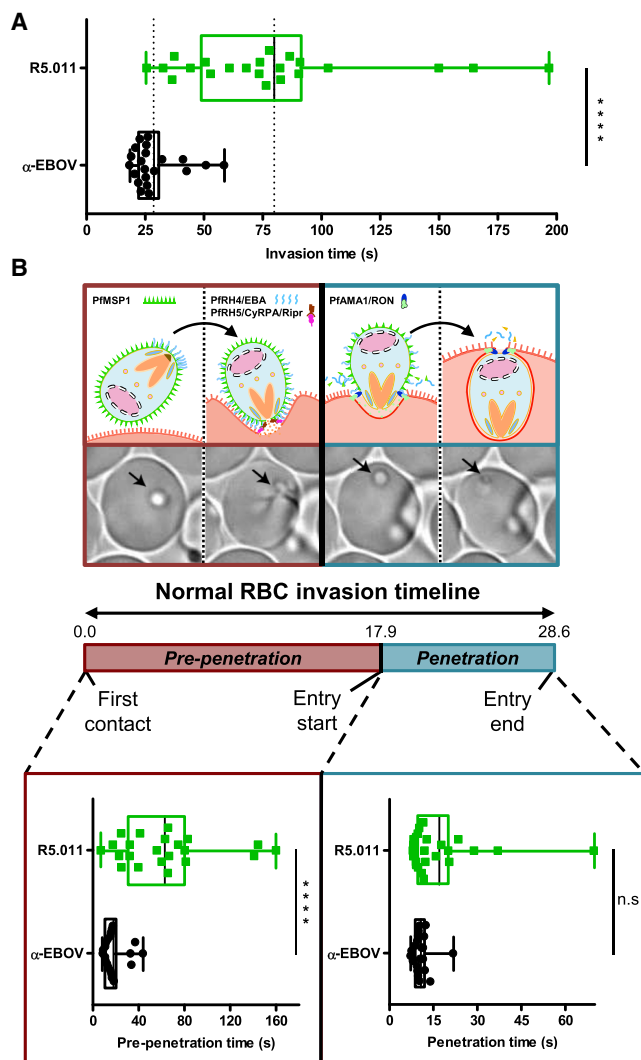 A
R5.011
α-EBOV
* * * *
0 25 50 75 100 125 150 175 200
Invasion time (s)
B
PfMSP1
PfRH4/EBA
PfRH5/CyRPA/Ripr
PfAMA1/RON
Normal RBC invasion timeline
0.0 17.9 28.6
Pre-penetration Penetration
First contact
Entry start
Entry end
R5.011
α-EBOV
* * * *
0 40 80 120 160
Pre-penetration time (s)
R5.011
α-EBOV
n.s
0 15 30 45 60
Penetration time (s)